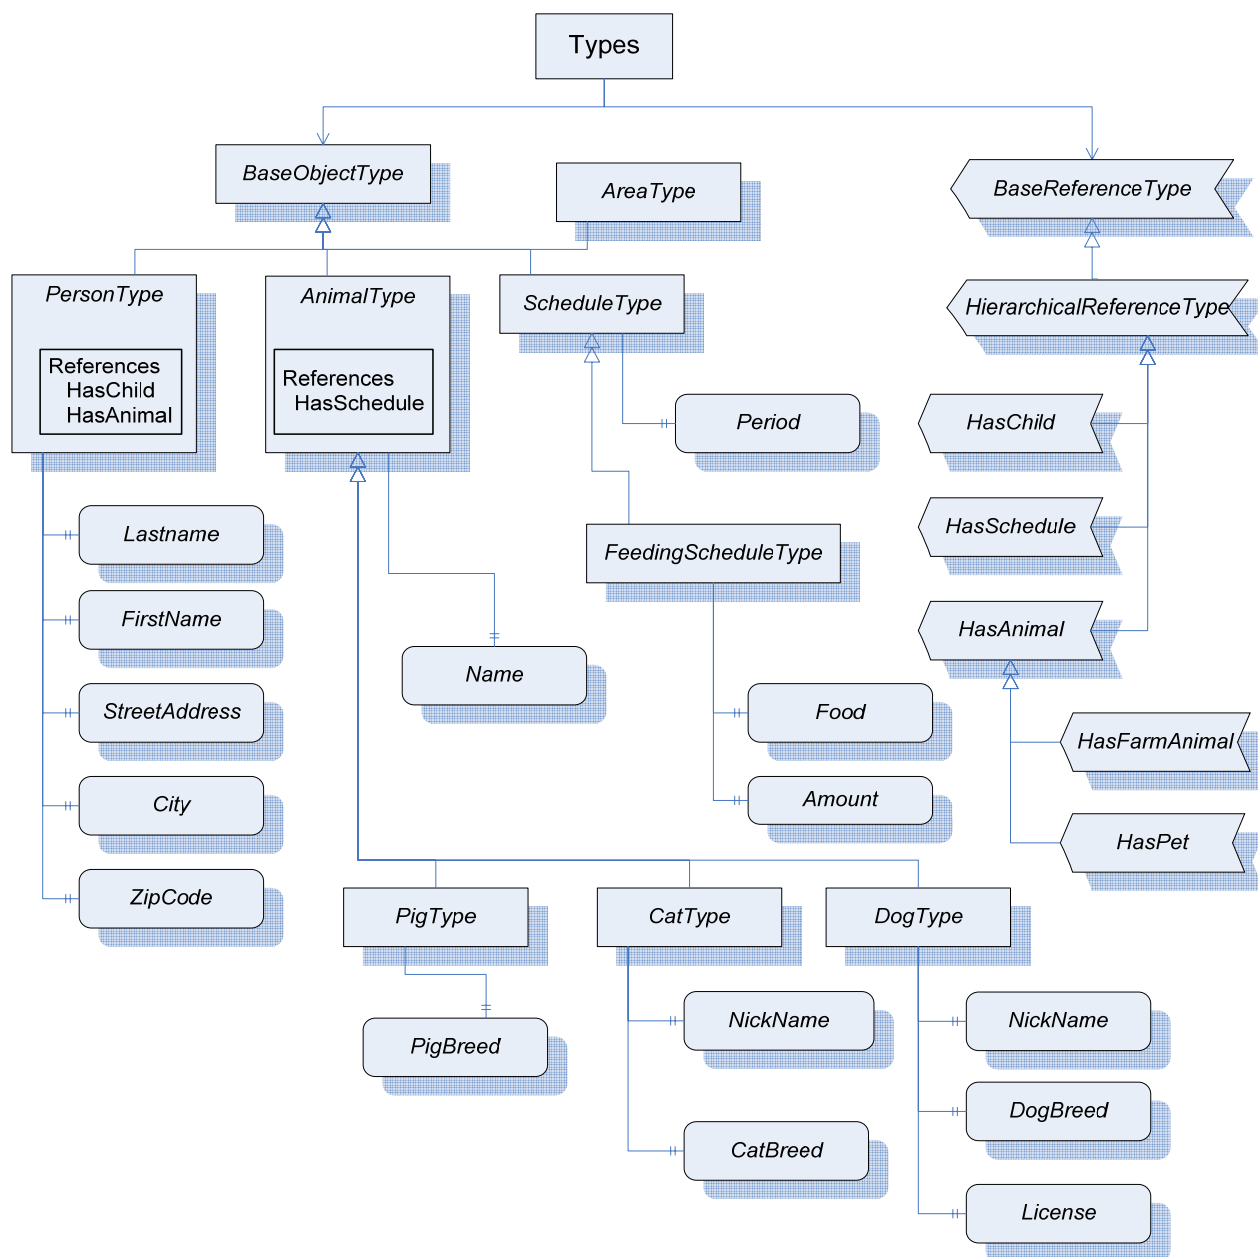 Types
BaseObjectType
AreaType
BaseReferenceType
PersonType
References
HasChild
HasAnimal
AnimalType
References
HasSchedule
ScheduleType
HierarchicalReferenceType
Period
HasChild
Lastname
FeedingScheduleType
HasSchedule
FirstName
Name
HasAnimal
StreetAddress
Food
HasFarmAnimal
City
Amount
HasPet
ZipCode
PigType
CatType
DogType
PigBreed
NickName
NickName
DogBreed
CatBreed
License